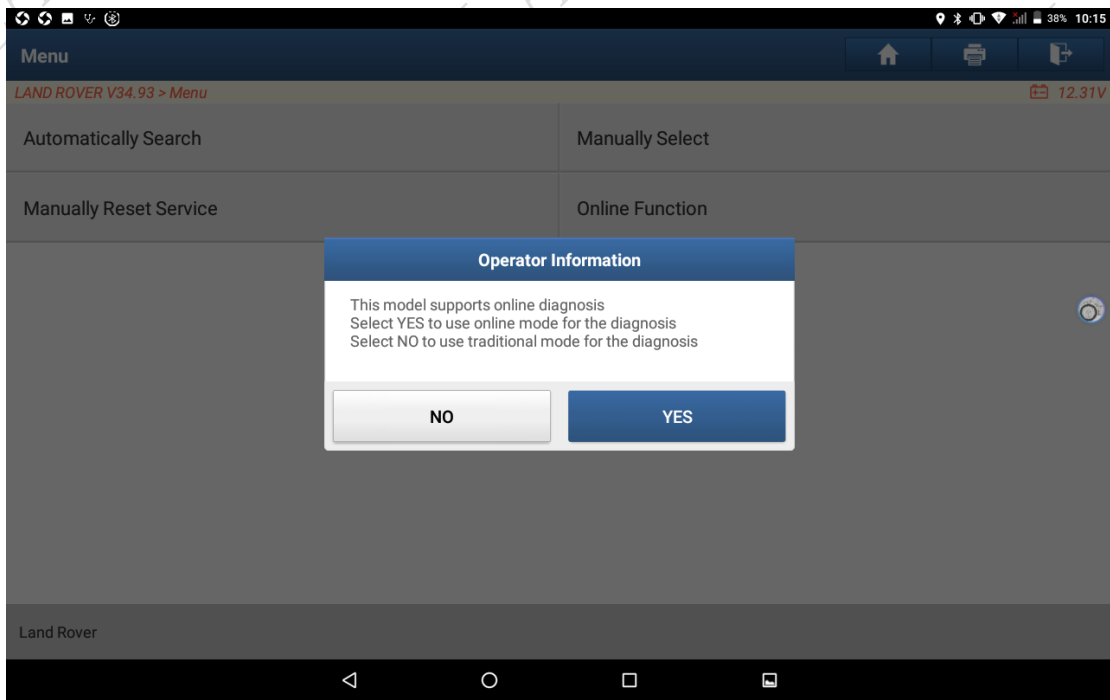 38% 10:15
Menu
LAND ROVER V34.93 > Menu
12.31V
Automatically Search
Manually Select
Manually Reset Service
Online Function
Operator Information
This model supports online diagnosis
Select YES to use online mode for the diagnosis
Select NO to use traditional mode for the diagnosis
NO
YES
Land Rover